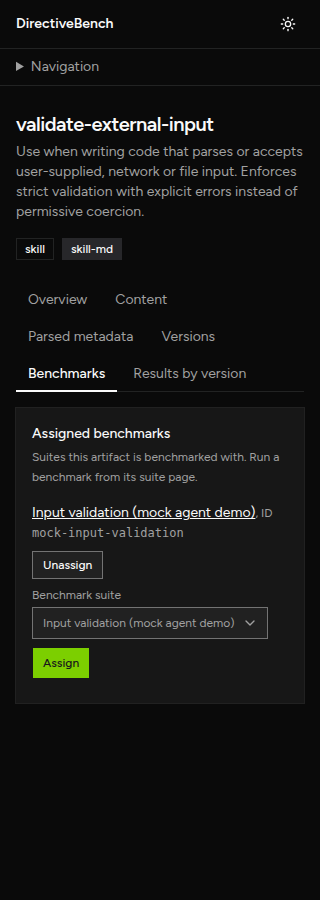 DirectiveBench
Navigation
validate-external-input
Use when writing code that parses or accepts
user-supplied, network or file input. Enforces
strict validation with explicit errors instead of
permissive coercion.
skill skill-md
Overview Content
Parsed metadata Versions
Benchmarks Results by version
Assigned benchmarks
Suites this artifact is benchmarked with. Run a
benchmark from its suite page.
Input validation (mock agent demo), ID
mock-input-validation
Unassign
Benchmark suite
Input validation (mock agent demo)
Assign